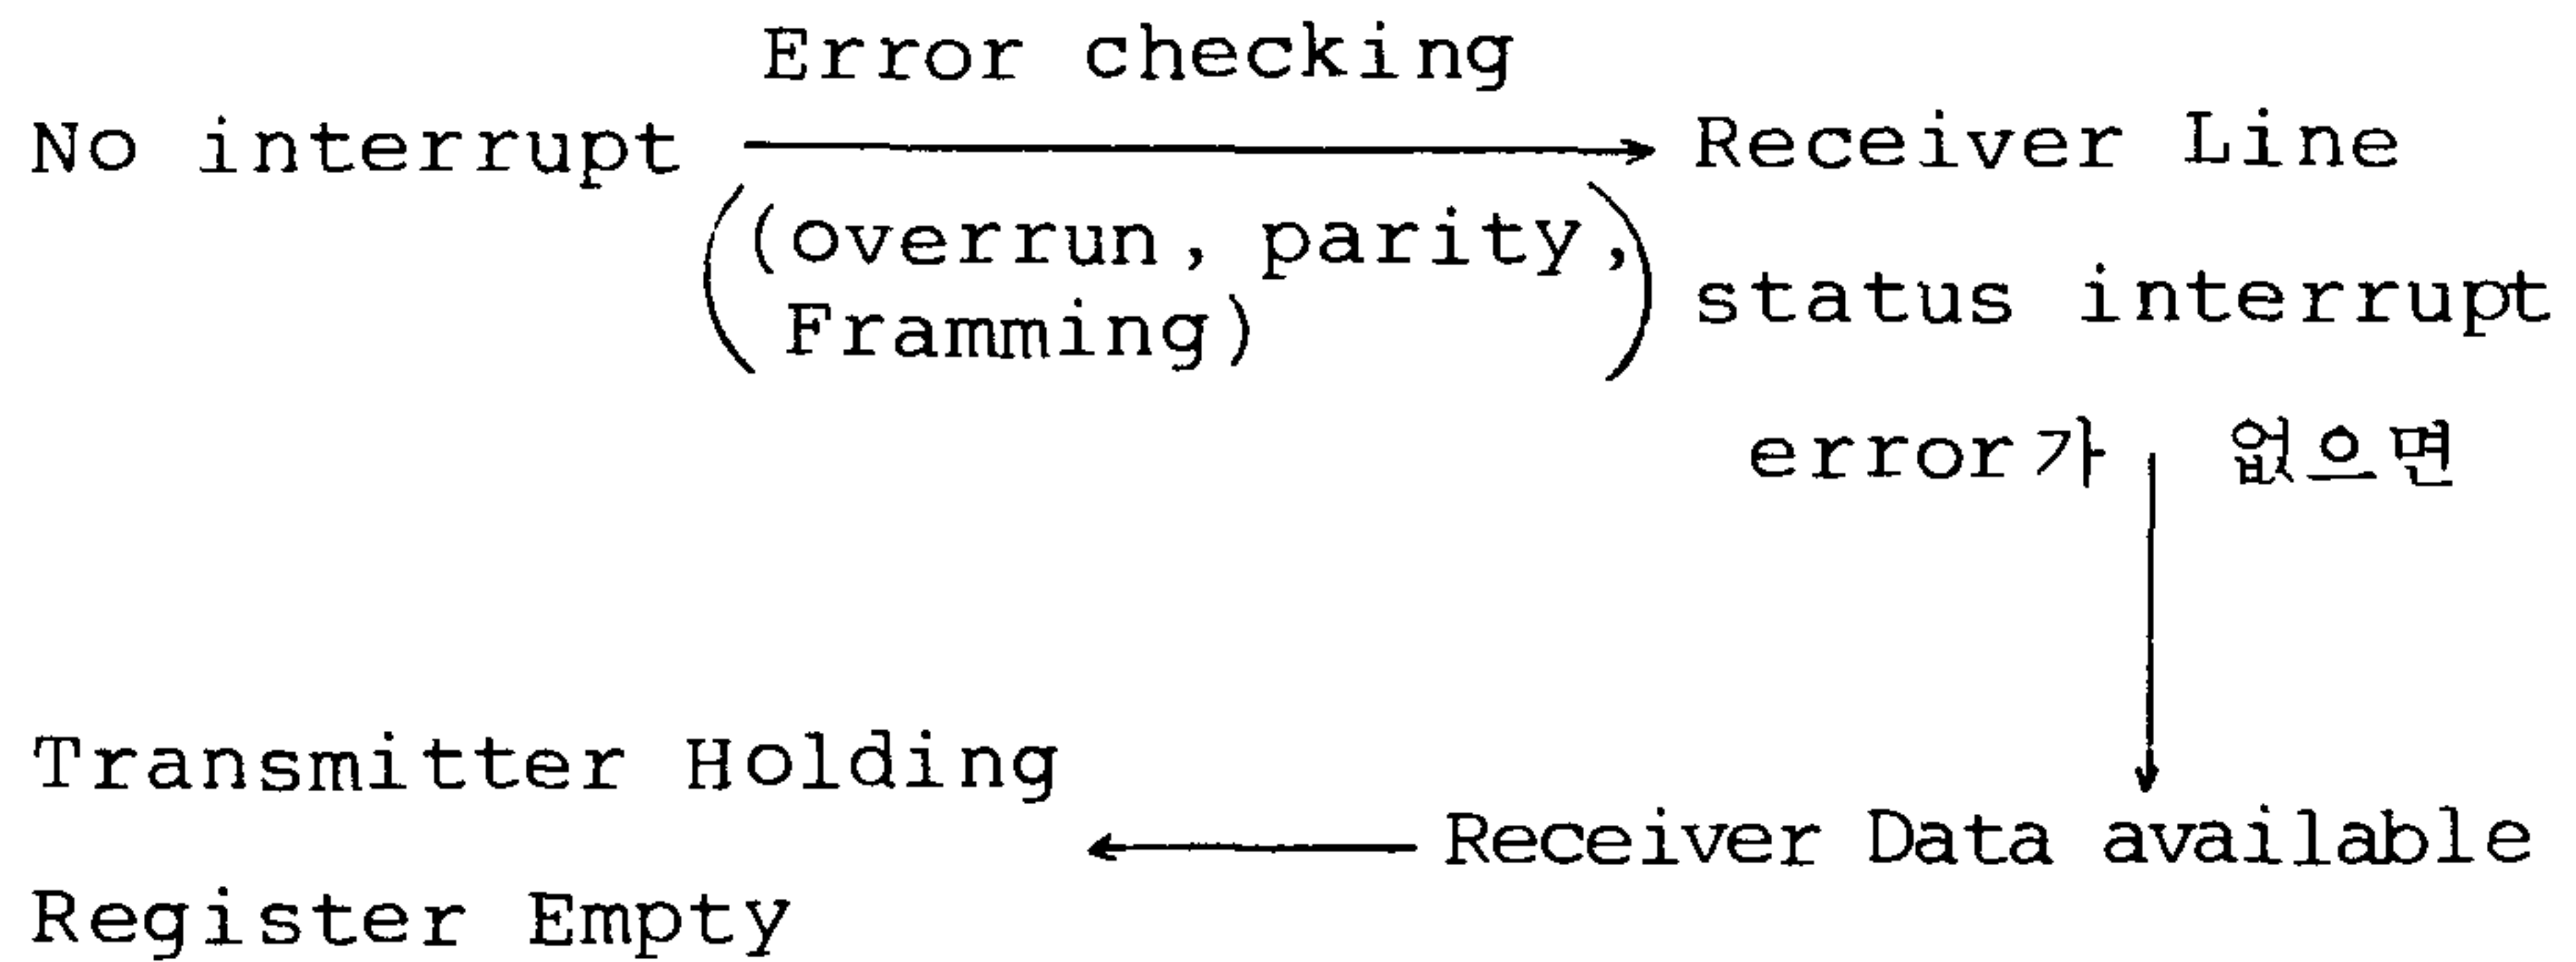 Error checking
No interrupt
Receiver Line
(overrun, parity,
Framming)
status interrupt
error가 없으면
Transmitter Holding
Receiver Data available
Register Empty